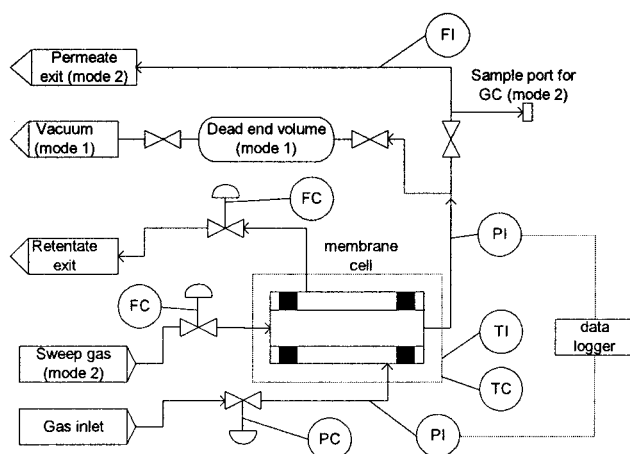 Permeate
exit (mode 2)
FI
Sample port for
GC (mode 2)
Vacuum
(mode 1)
Dead end volume
(mode 1)
FC
Retentate
exit
membrane
cell
PI
FC
Sweep gas
(mode 2)
TI
data
logger
TC
Gas inlet
PC
PI